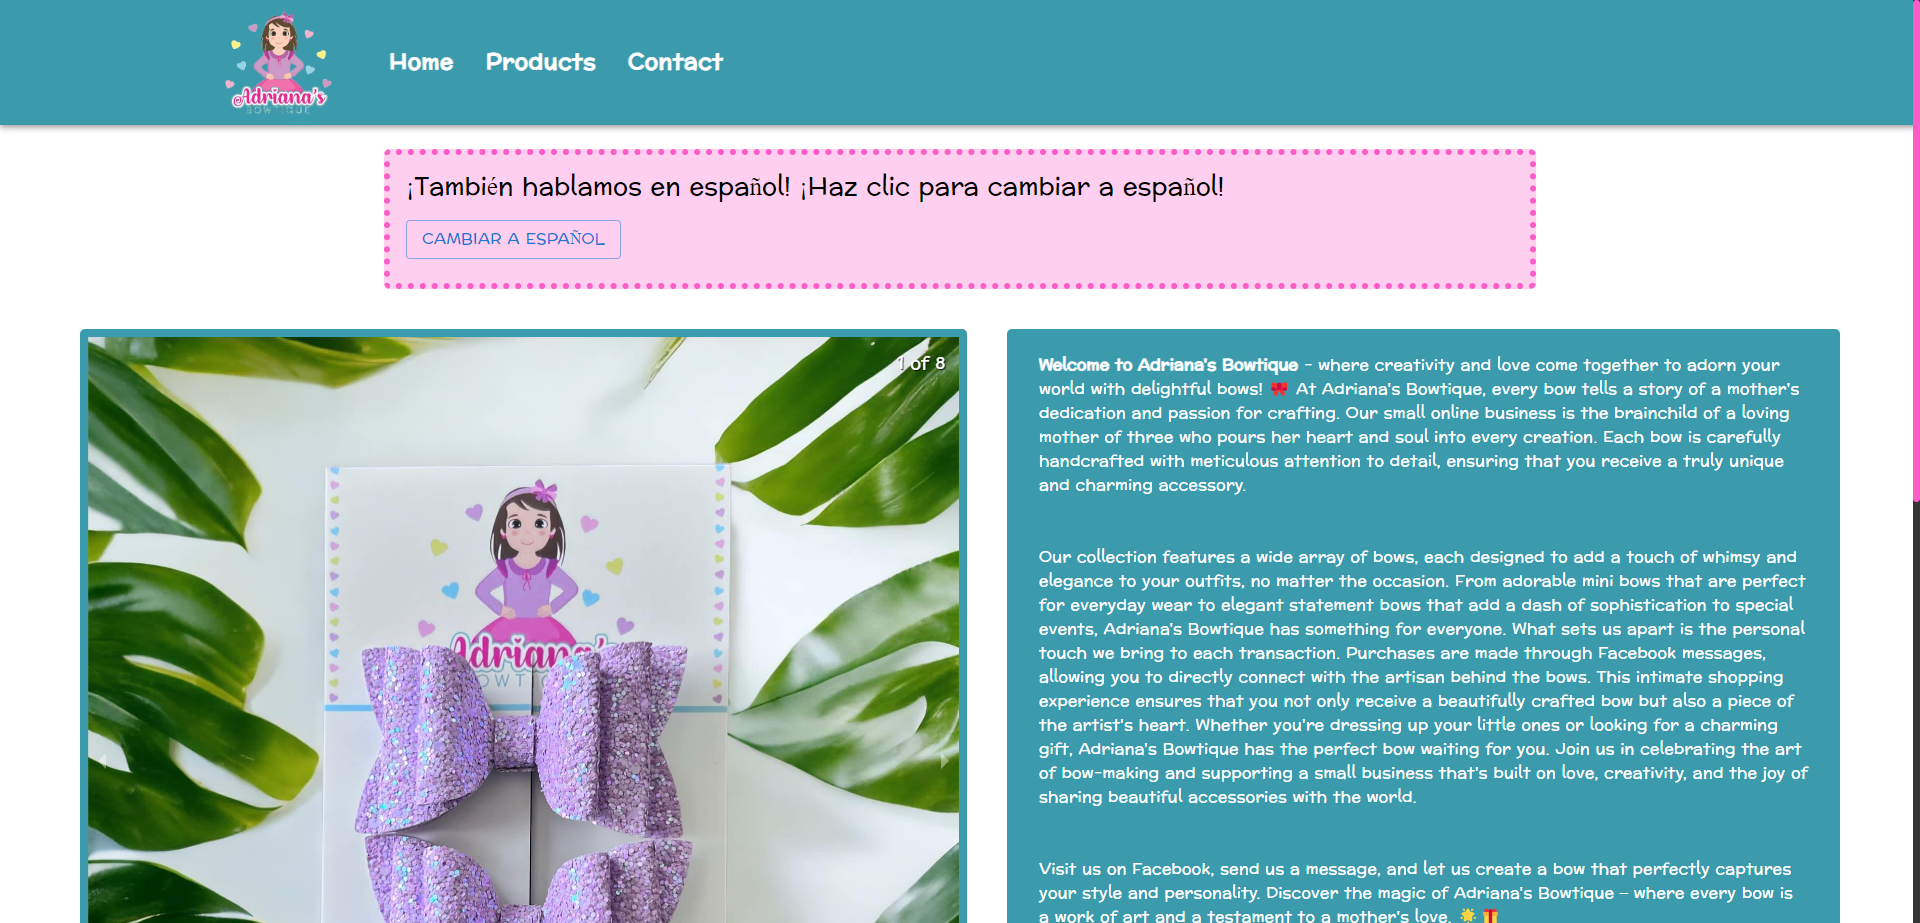 Adriana's
BOWTIQUE
Home
Products
Contact
¡También hablamos en español! ¡Haz clic para cambiar a español!
CAMBIAR A ESPAÑOL
1 of 8
Adriana's
Welcome to Adriana's Bowtique - where creativity and love come together to adorn your
world with delightful bows! 🎀 At Adriana's Bowtique, every bow tells a story of a mother's
dedication and passion for crafting. Our small online business is the brainchild of a loving
mother of three who pours her heart and soul into every creation. Each bow is carefully
handcrafted with meticulous attention to detail, ensuring that you receive a truly unique
and charming accessory.
Our collection features a wide array of bows, each designed to add a touch of whimsy and
elegance to your outfits, no matter the occasion. From adorable mini bows that are perfect
for everyday wear to elegant statement bows that add a dash of sophistication to special
events, Adriana's Bowtique has something for everyone. What sets us apart is the personal
touch we bring to each transaction. Purchases are made through Facebook messages,
allowing you to directly connect with the artisan behind the bows. This intimate shopping
experience ensures that you not only receive a beautifully crafted bow but also a piece of
the artist's heart. Whether you're dressing up your little ones or looking for a charming
gift, Adriana's Bowtique has the perfect bow waiting for you. Join us in celebrating the art
of bow-making and supporting a small business that's built on love, creativity, and the joy of
sharing beautiful accessories with the world.
Visit us on Facebook, send us a message, and let us create a bow that perfectly captures
your style and personality. Discover the magic of Adriana's Bowtique – where every bow is
a work of art and a testament to a mother's love. 🌟 🎁